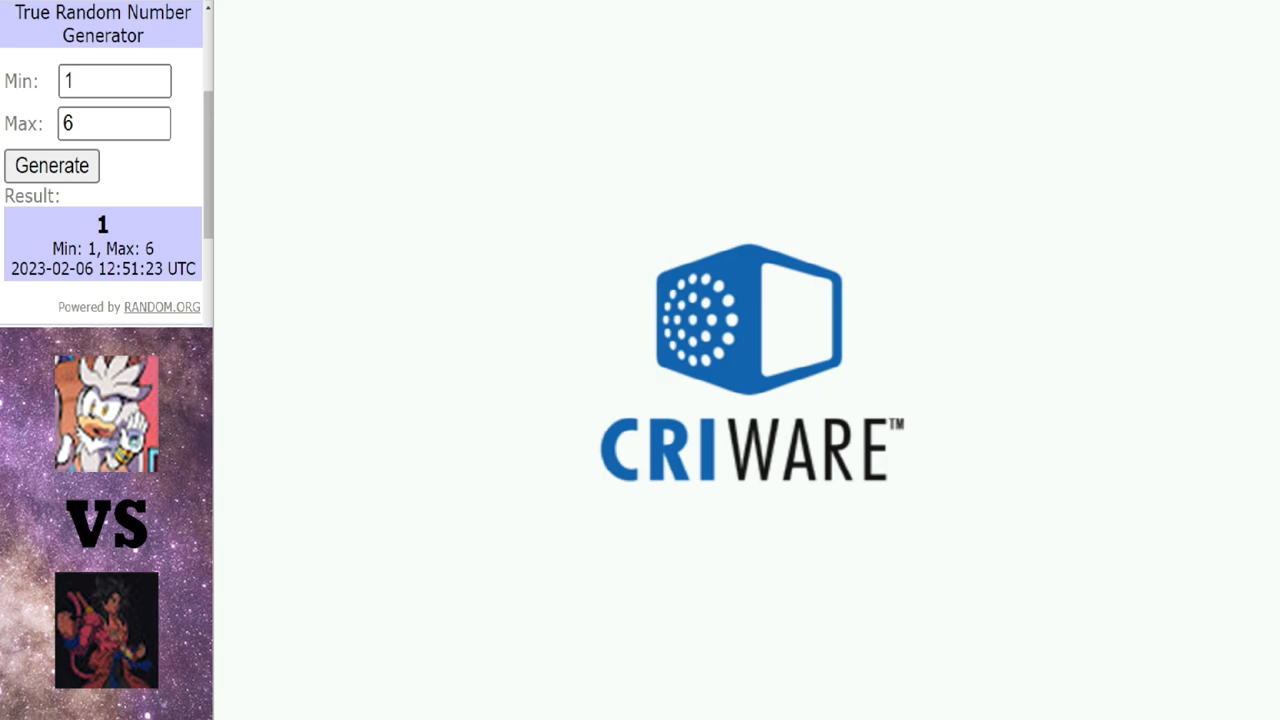 True Random Number
Generator
Min: 1
Max: 6
Generate
Result:
1
Min: 1, Max: 6
2023-02-06 12:51:23 UTC
Powered by RANDOM.ORG
VS
CRIWARE™